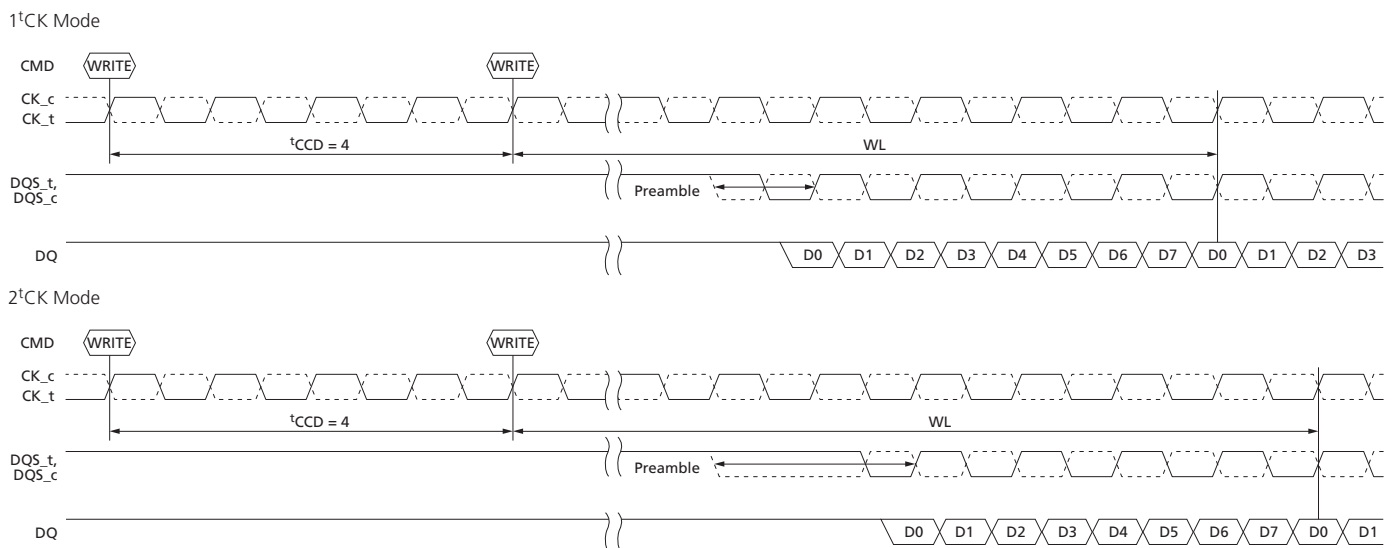 1tCK Mode
CMD WRITE WRITE
CK_c
CK_t
tCCD = 4 WL
DQS_t,
DQS_c
Preamble
DQ D0 D1 D2 D3 D4 D5 D6 D7 D0 D1 D2 D3
2tCK Mode
CMD WRITE WRITE
CK_c
CK_t
tCCD = 4 WL
DQS_t,
DQS_c
Preamble
DQ D0 D1 D2 D3 D4 D5 D6 D7 D0 D1